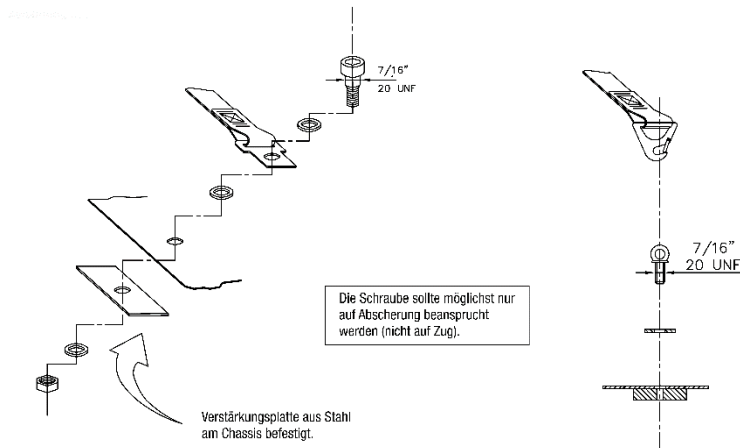 7/16"
20 UNF
7/16"
20 UNF
Die Schraube sollte möglichst nur
auf Abscherung beansprucht
werden (nicht auf Zug).
Verstärkungsplatte aus Stahl
am Chassis befestigt.